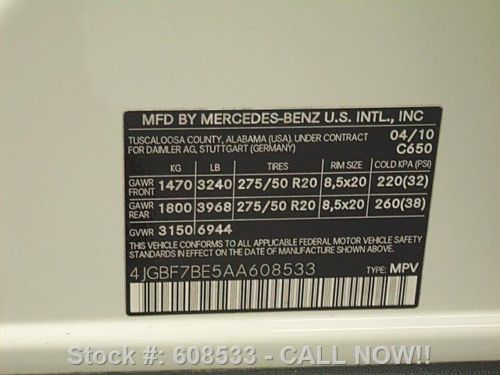 MFD BY MERCEDES-BENZ U.S. INTL., INC
TUSCALOOSA COUNTY, ALABAMA (USA). UNDER CONTRACT 04/10
FOR DAIMLER AG, STUTTGART (GERMANY) C650
KG LB TIRES RIM SIZE COLD KPA (PSI)
GAWR FRONT 1470 3240 275/50 R20 8,5x20 220(32)
GAWR REAR 1800 3968 275/50 R20 8,5x20 260(38)
GVWR 3150 6944
THIS VEHICLE CONFORMS TO ALL APPLICABLE FEDERAL MOTOR VEHICLE SAFETY
STANDARDS IN EFFECT ON THE DATE OF MANUFACTURE SHOWN ABOVE.
4JGBF7BE5AA608533 TYPE: MPV
Stock #: 608533 - CALL NOW!!